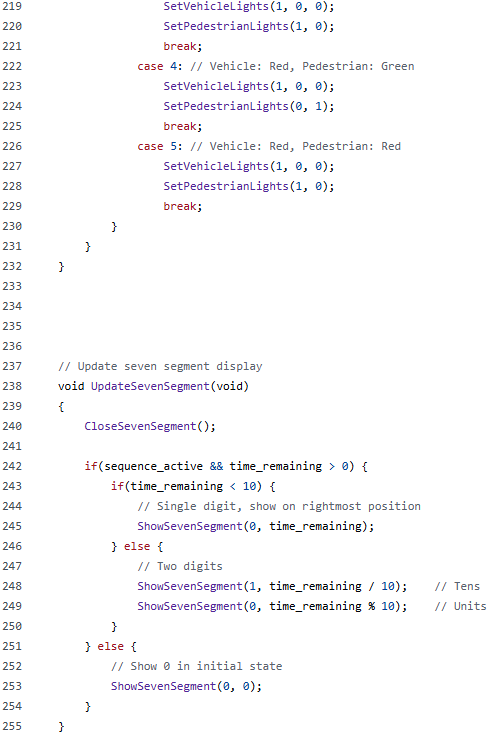 219 SetVehicleLights(1, 0, 0);
220 SetPedestrianLights(1, 0);
221 break;
222 case 4: // Vehicle: Red, Pedestrian: Green
223 SetVehicleLights(1, 0, 0);
224 SetPedestrianLights(0, 1);
225 break;
226 case 5: // Vehicle: Red, Pedestrian: Red
227 SetVehicleLights(1, 0, 0);
228 SetPedestrianLights(1, 0);
229 break;
230 }
231 }
232 }
233
234
235
236
237 // Update seven segment display
238 void UpdateSevenSegment(void)
239 {
240 CloseSevenSegment();
241
242 if(sequence_active && time_remaining > 0) {
243 if(time_remaining < 10) {
244 // Single digit, show on rightmost position
245 ShowSevenSegment(0, time_remaining);
246 } else {
247 // Two digits
248 ShowSevenSegment(1, time_remaining / 10); // Tens
249 ShowSevenSegment(0, time_remaining % 10); // Units
250 }
251 } else {
252 // Show 0 in initial state
253 ShowSevenSegment(0, 0);
254 }
255 }